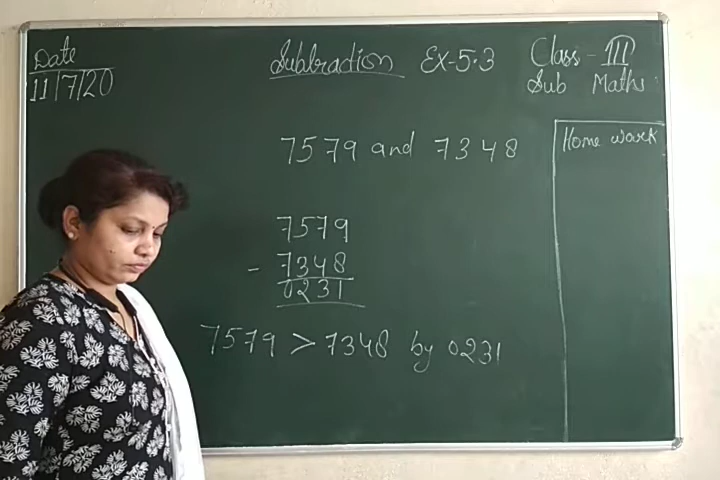 Date
11/7/20
Subtraction Ex-5.3
Class - III
Sub Maths
7579 and 7348
Home work
7579
- 7348
0231
7579 > 7348 by 0231